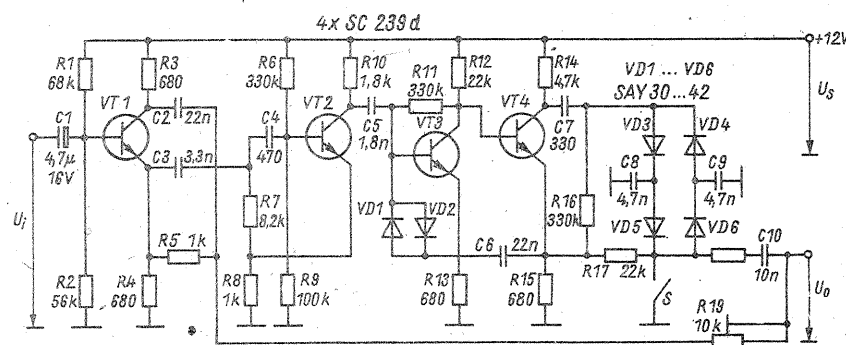 4x SC 239 d
+12V
R1
68k
R3
680
R6
330k
R10
1,8k
R12
22k
R14
4,7k
VD1 ... VD6
SAY 30 ... 42
U_S
R11
330k
VT1
C2
22n
C1
4,7μ
16V
C4
470
VT2
C5
1,8n
VT3
VT4
C7
330
VD3
VD4
C3
3,3n
C8
4,7n
C9
4,7n
U_i
R7
8,2k
VD1
VD2
R16
330k
VD5
VD6
R5 1k
C6
22n
C10
10n
R2
56k
R4
680
R8
1k
R9
100k
R13
680
R15
680
R17
22k
S
U_o
R19
10k